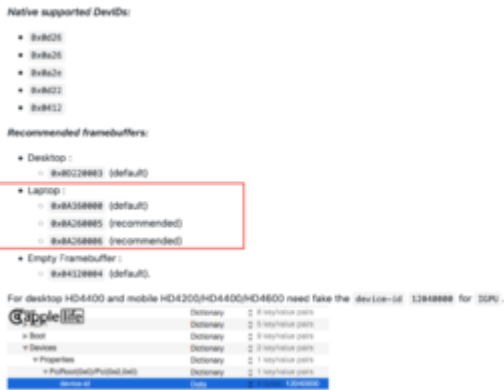 Native supported DevIDs:
0x0d26
0x0a26
0x0a2e
0x0d22
0x0412
Recommended framebuffers:
Desktop :
0x0D220003 (default)
Laptop :
0x0A160000 (default)
0x0A260005 (recommended)
0x0A260006 (recommended)
Empty Framebuffer :
0x04120004 (default).
For desktop HD4400 and mobile HD4200/HD4400/HD4600 need fake the device-id 12040000 for IGPU.
applelife
Dictionary
Boot Dictionary
Devices Dictionary
Properties Dictionary
PciRoot(0x0)/Pci(0x2,0x0) Dictionary
device-id Data 12040000